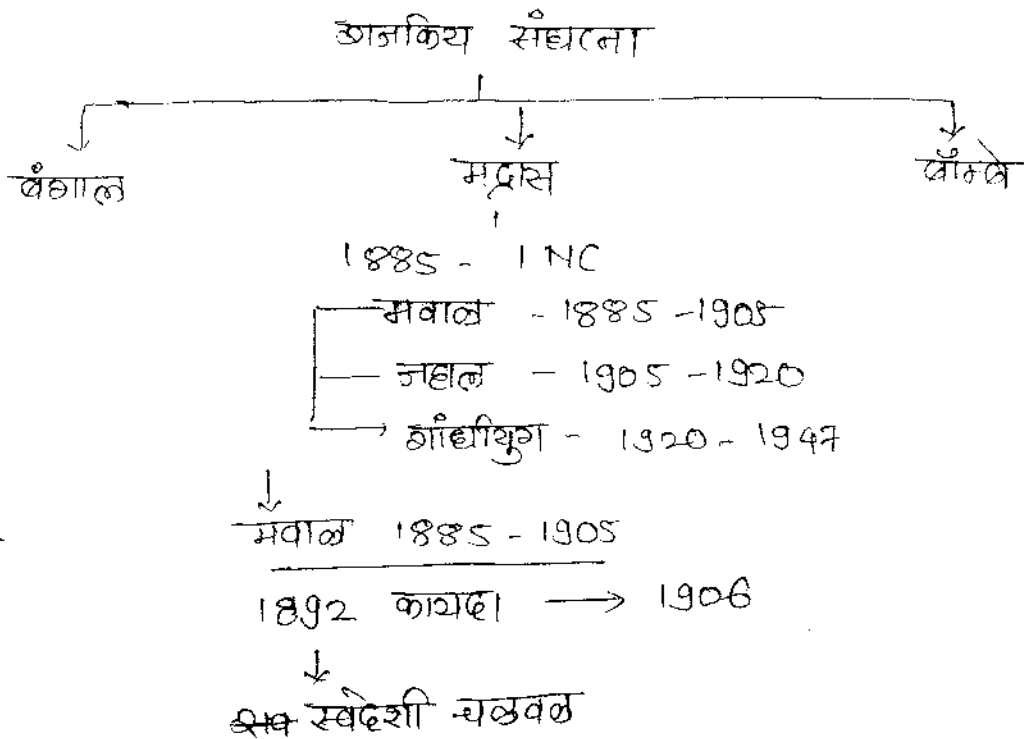 राजकिय संघटना
बंगाल मद्रास बॉम्बे
1885 - INC
मवाळ - 1885 - 1905
जहाल - 1905 - 1920
गांधीयुग - 1920 - 1947
मवाळ 1885 - 1905
1892 कायदा → 1906
स्वदेशी चळवळ